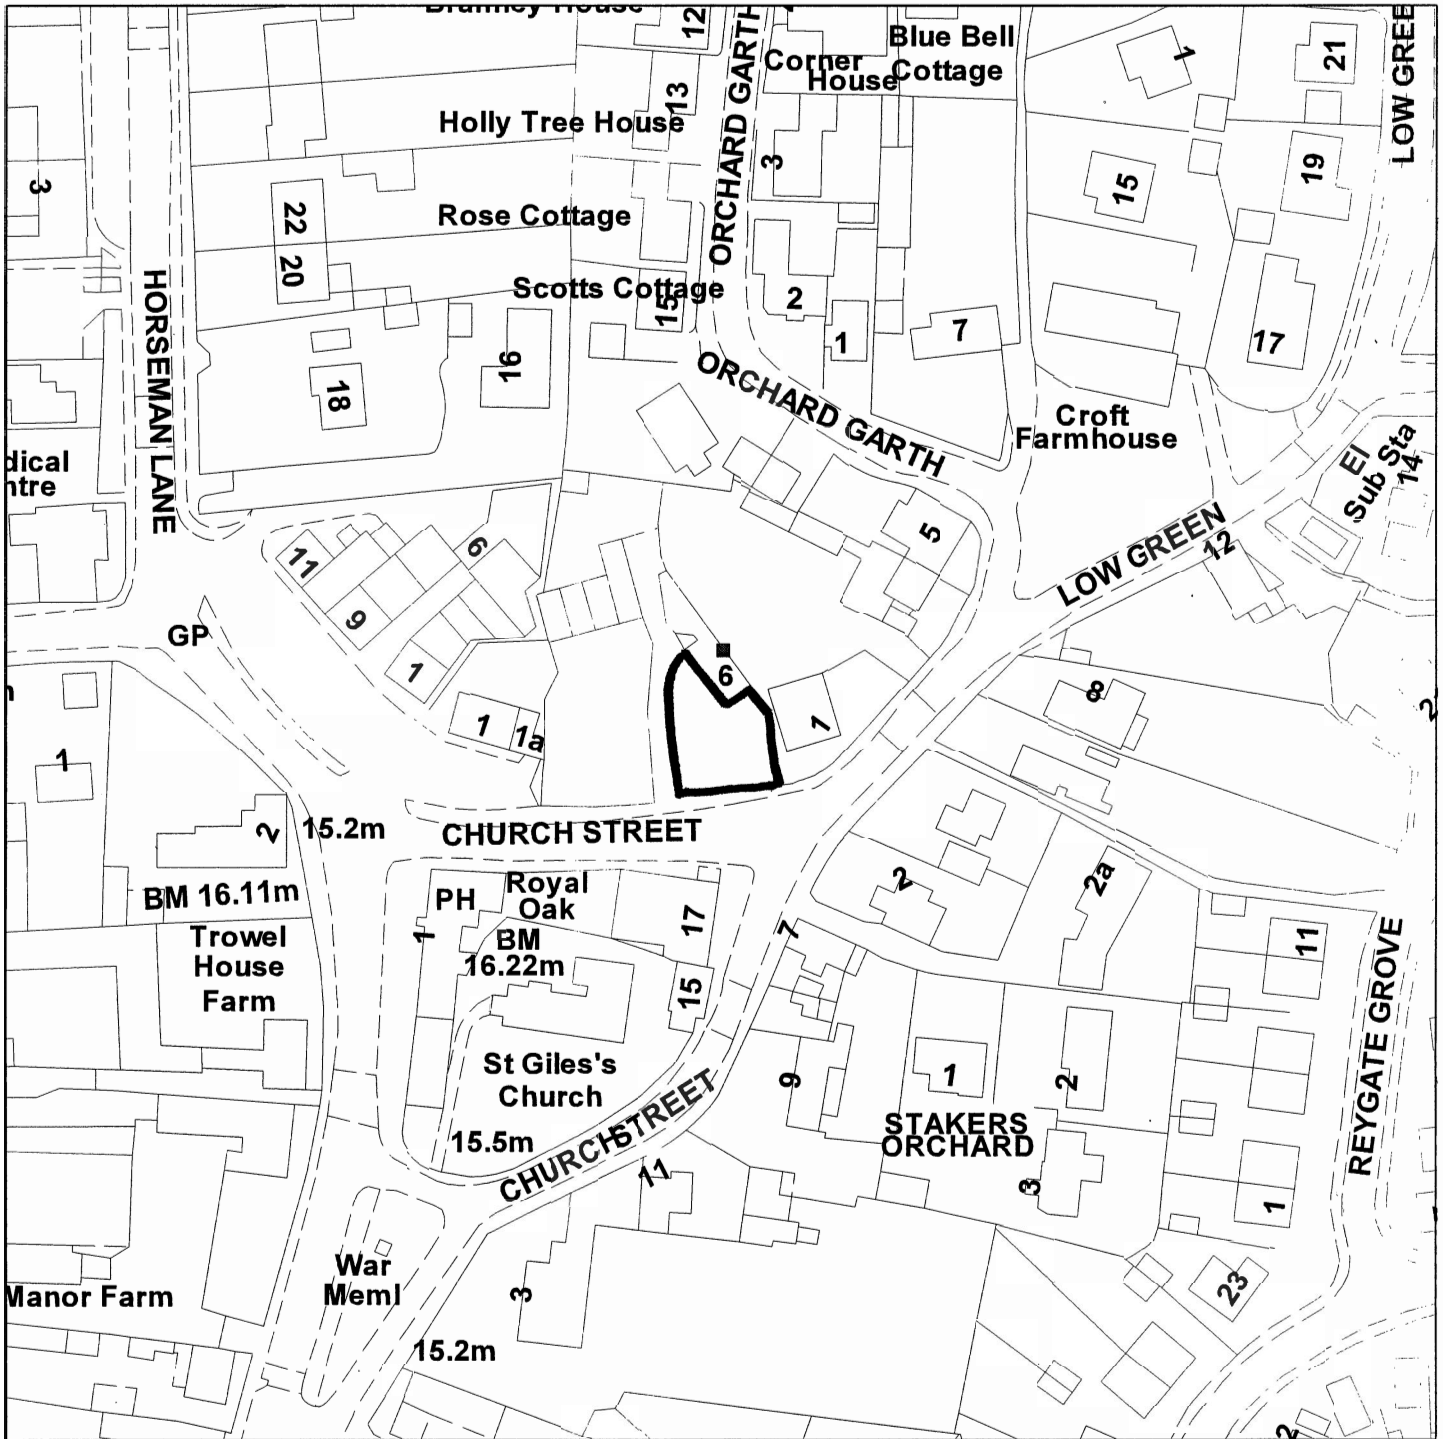 Bramley House
12
ORCHARD GARTH
Corner
House
Blue Bell
Cottage
1
21
LOW GREE
13
Holly Tree House
3
3
15
19
22
Rose Cottage
20
Scotts Cottage
15
2
1
7
17
HORSEMAN LANE
16
18
ORCHARD GARTH
Croft
Farmhouse
dical
ntre
El
Sub Sta
14
11
6
5
LOW GREEN
12
9
GP
1
6
8
1
1a
1
1
2
15.2m
CHURCH STREET
BM 16.11m
PH
Royal
Oak
1
17
BM
16.22m
2
2a
7
11
Trowel
House
Farm
15
St Giles's
Church
9
1
2
REYGATE GROVE
15.5m
CHURCH STREET
11
STAKERS
ORCHARD
3
1
War
Meml
Manor Farm
3
23
15.2m
2